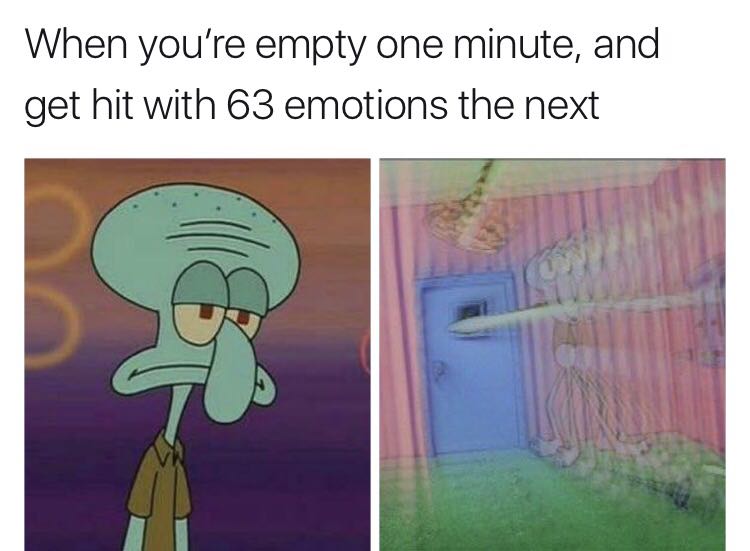 When you’re empty one minute, and
get hit with 63 emotions the next